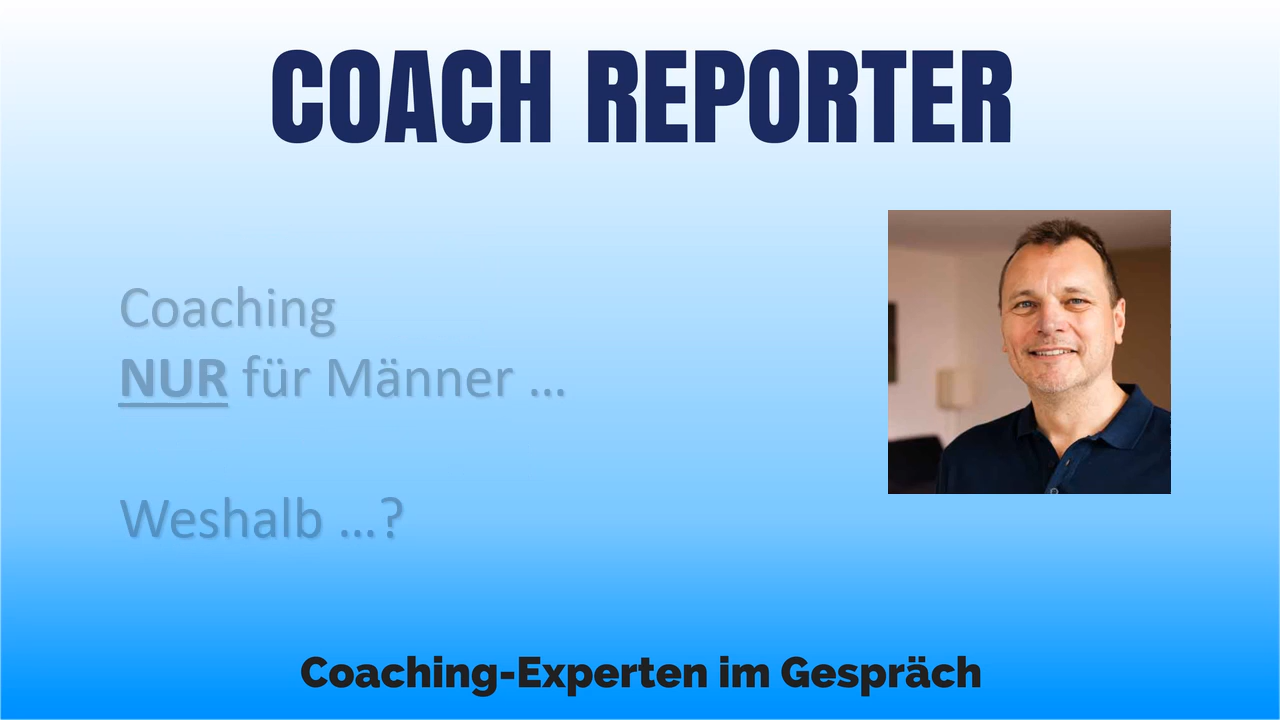 COACH REPORTER
Coaching
NUR für Männer ...
Weshalb ...?
Coaching-Experten im Gespräch